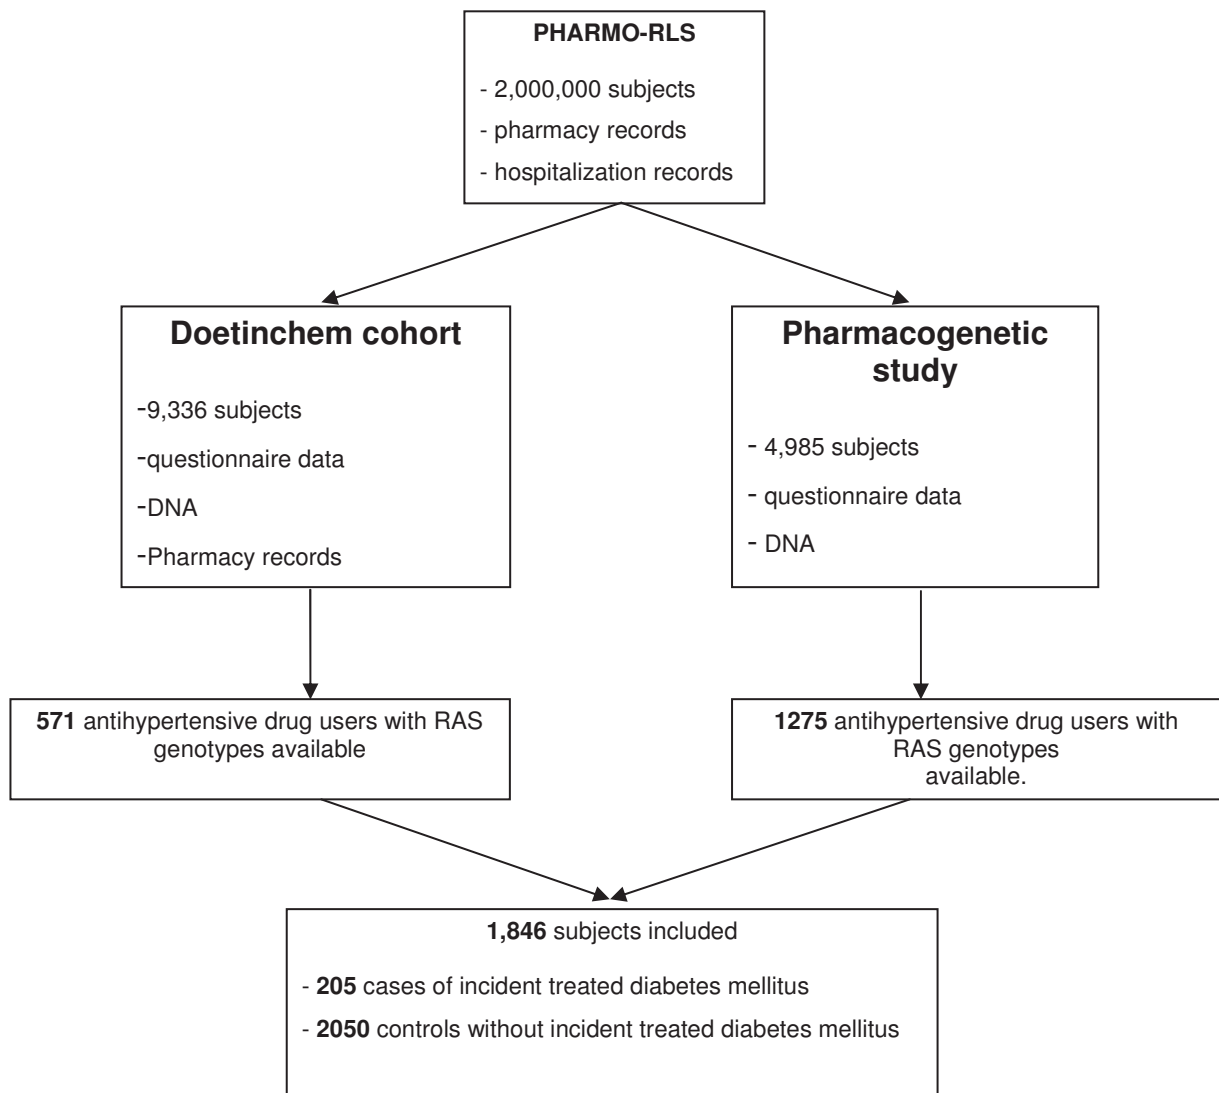 PHARMO-RLS
- 2,000,000 subjects
- pharmacy records
- hospitalization records
Doetinchem cohort
-9,336 subjects
-questionnaire data
-DNA
-Pharmacy records
Pharmacogenetic
study
- 4,985 subjects
- questionnaire data
- DNA
571 antihypertensive drug users with RAS
genotypes available
1275 antihypertensive drug users with
RAS genotypes
available.
1,846 subjects included
- 205 cases of incident treated diabetes mellitus
- 2050 controls without incident treated diabetes mellitus